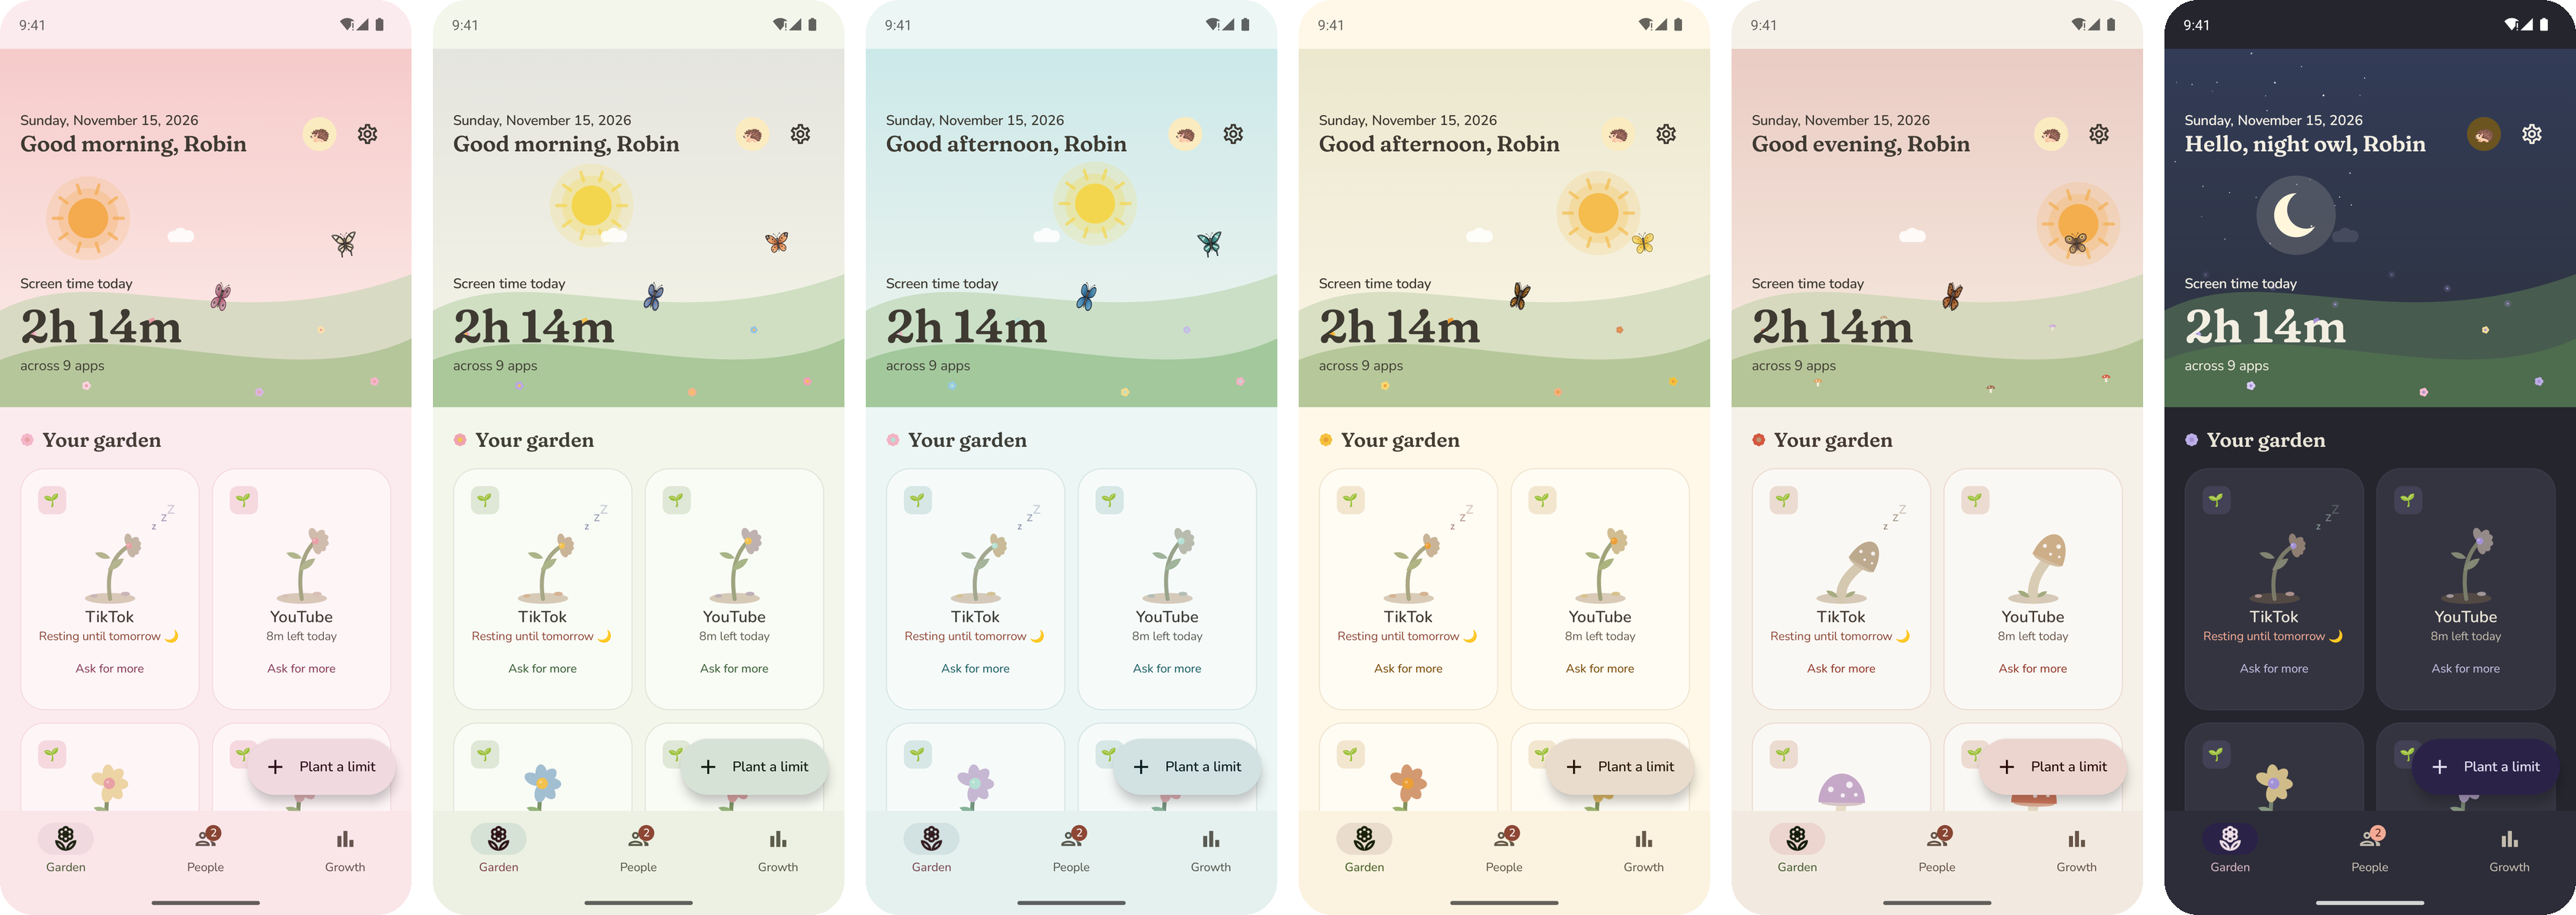 9:41
Sunday, November 15, 2026
Good morning, Robin
Screen time today
2h 14m
across 9 apps
Your garden
z z Z
TikTok
Resting until tomorrow
Ask for more
YouTube
8m left today
Ask for more
+ Plant a limit
Garden
2
People
Growth
9:41
Sunday, November 15, 2026
Good morning, Robin
Screen time today
2h 14m
across 9 apps
Your garden
z z Z
TikTok
Resting until tomorrow
Ask for more
YouTube
8m left today
Ask for more
+ Plant a limit
Garden
2
People
Growth
9:41
Sunday, November 15, 2026
Good afternoon, Robin
Screen time today
2h 14m
across 9 apps
Your garden
z z Z
TikTok
Resting until tomorrow
Ask for more
YouTube
8m left today
Ask for more
+ Plant a limit
Garden
2
People
Growth
9:41
Sunday, November 15, 2026
Good afternoon, Robin
Screen time today
2h 14m
across 9 apps
Your garden
z z Z
TikTok
Resting until tomorrow
Ask for more
YouTube
8m left today
Ask for more
+ Plant a limit
Garden
2
People
Growth
9:41
Sunday, November 15, 2026
Good evening, Robin
Screen time today
2h 14m
across 9 apps
Your garden
z z Z
TikTok
Resting until tomorrow
Ask for more
YouTube
8m left today
Ask for more
+ Plant a limit
Garden
2
People
Growth
9:41
Sunday, November 15, 2026
Hello, night owl, Robin
Screen time today
2h 14m
across 9 apps
Your garden
z z Z
TikTok
Resting until tomorrow
Ask for more
YouTube
8m left today
Ask for more
+ Plant a limit
Garden
2
People
Growth